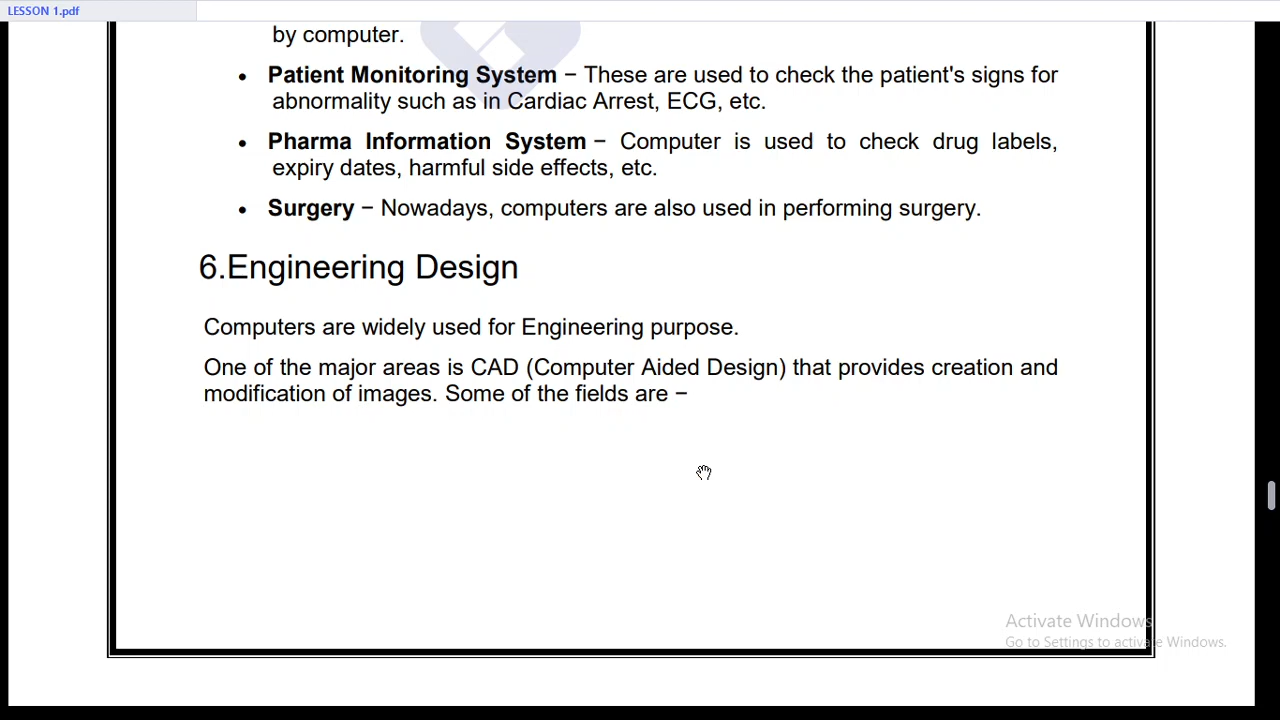 LESSON 1.pdf
by computer.
• Patient Monitoring System − These are used to check the patient's signs for
abnormality such as in Cardiac Arrest, ECG, etc.
• Pharma Information System − Computer is used to check drug labels,
expiry dates, harmful side effects, etc.
• Surgery − Nowadays, computers are also used in performing surgery.
6.Engineering Design
Computers are widely used for Engineering purpose.
One of the major areas is CAD (Computer Aided Design) that provides creation and
modification of images. Some of the fields are −
Activate Windows
Go to Settings to activate Windows.